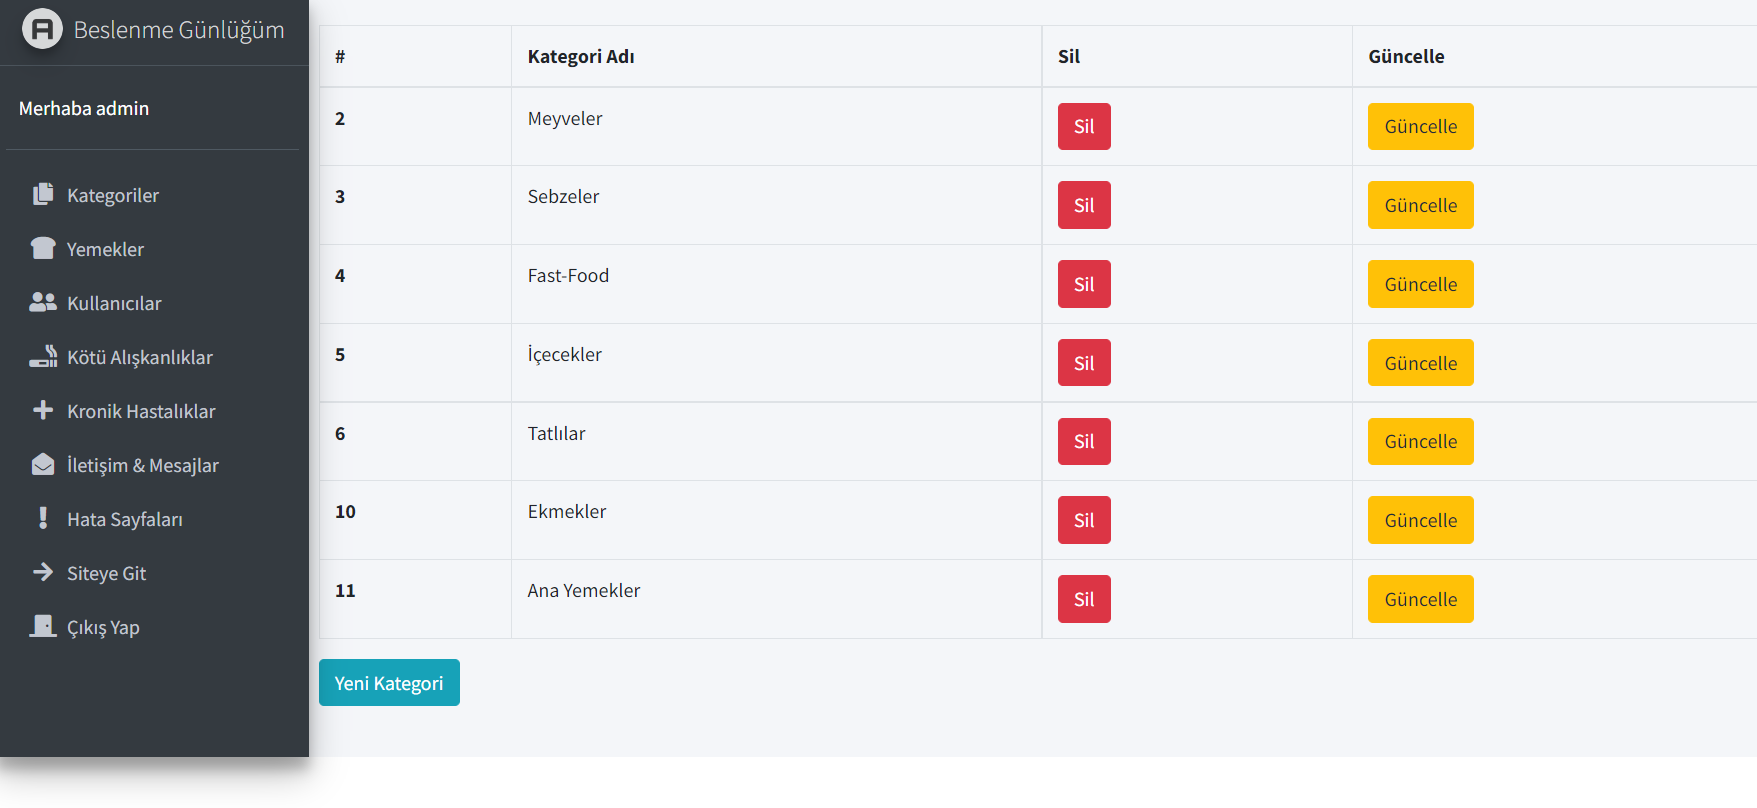 A Beslenme Günlüğüm
Merhaba admin
Kategoriler
Yemekler
Kullanıcılar
Kötü Alışkanlıklar
Kronik Hastalıklar
İletişim & Mesajlar
Hata Sayfaları
Siteye Git
Çıkış Yap
# Kategori Adı Sil Güncelle
2 Meyveler Sil Güncelle
3 Sebzeler Sil Güncelle
4 Fast-Food Sil Güncelle
5 İçecekler Sil Güncelle
6 Tatlılar Sil Güncelle
10 Ekmekler Sil Güncelle
11 Ana Yemekler Sil Güncelle
Yeni Kategori